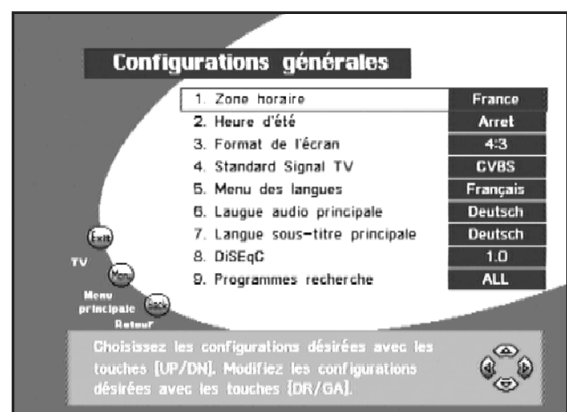 Configurations générales
1. Zone horaire France
2. Heure d'été Arret
3. Format de l'écran 4:3
4. Standard Signal TV CVBS
5. Menu des langues Français
6. Laugue audio principale Deutsch
7. Langue sous-titre principale Deutsch
8. DiSEqC 1.0
9. Programmes recherche ALL
Exit
TV
Menu
Menu
principale
Back
Retour
Choisissez les configurations désirées avec les
touches [UP/DN]. Modifiez les configurations
désirées avec les touches [DR/GA].